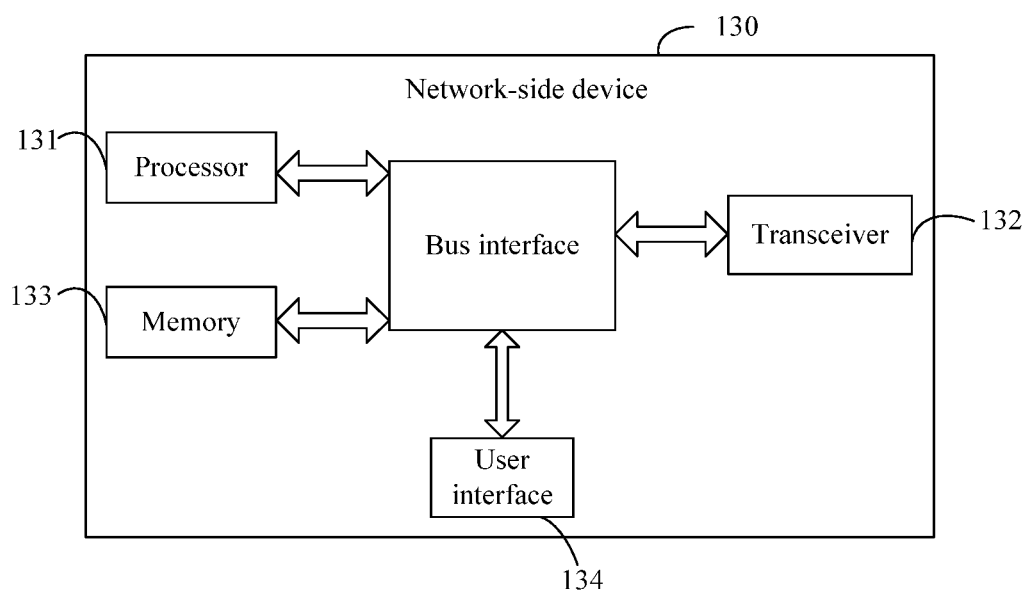 130
Network-side device
131
Processor
Bus interface
Transceiver
132
133
Memory
User
interface
134